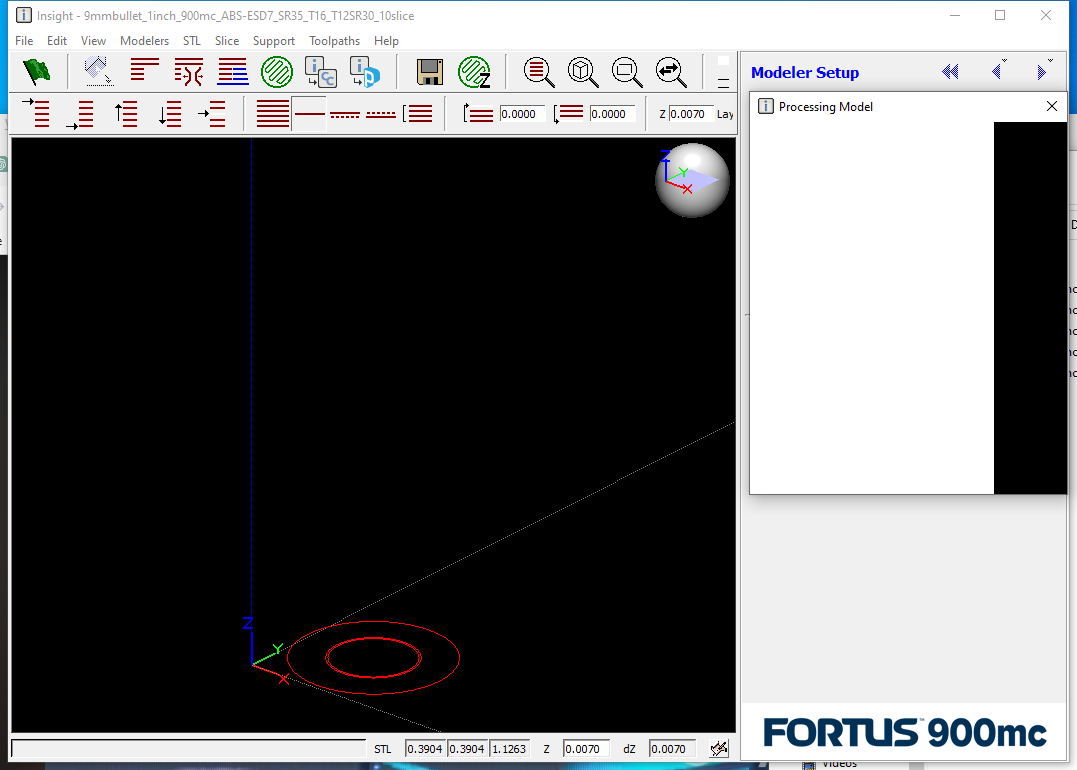 Insight - 9mmbullet_1inch_900mc_ABS-ESD7_SR35_T16_T12SR30_10slice
File Edit View Modelers STL Slice Support Toolpaths Help
Modeler Setup
Processing Model
0.0000 0.0000 Z 0.0070 Lay
Z Y X
Z Y X
STL 0.3904 0.3904 1.1263 Z 0.0070 dZ 0.0070
FORTUS 900mc
Videos